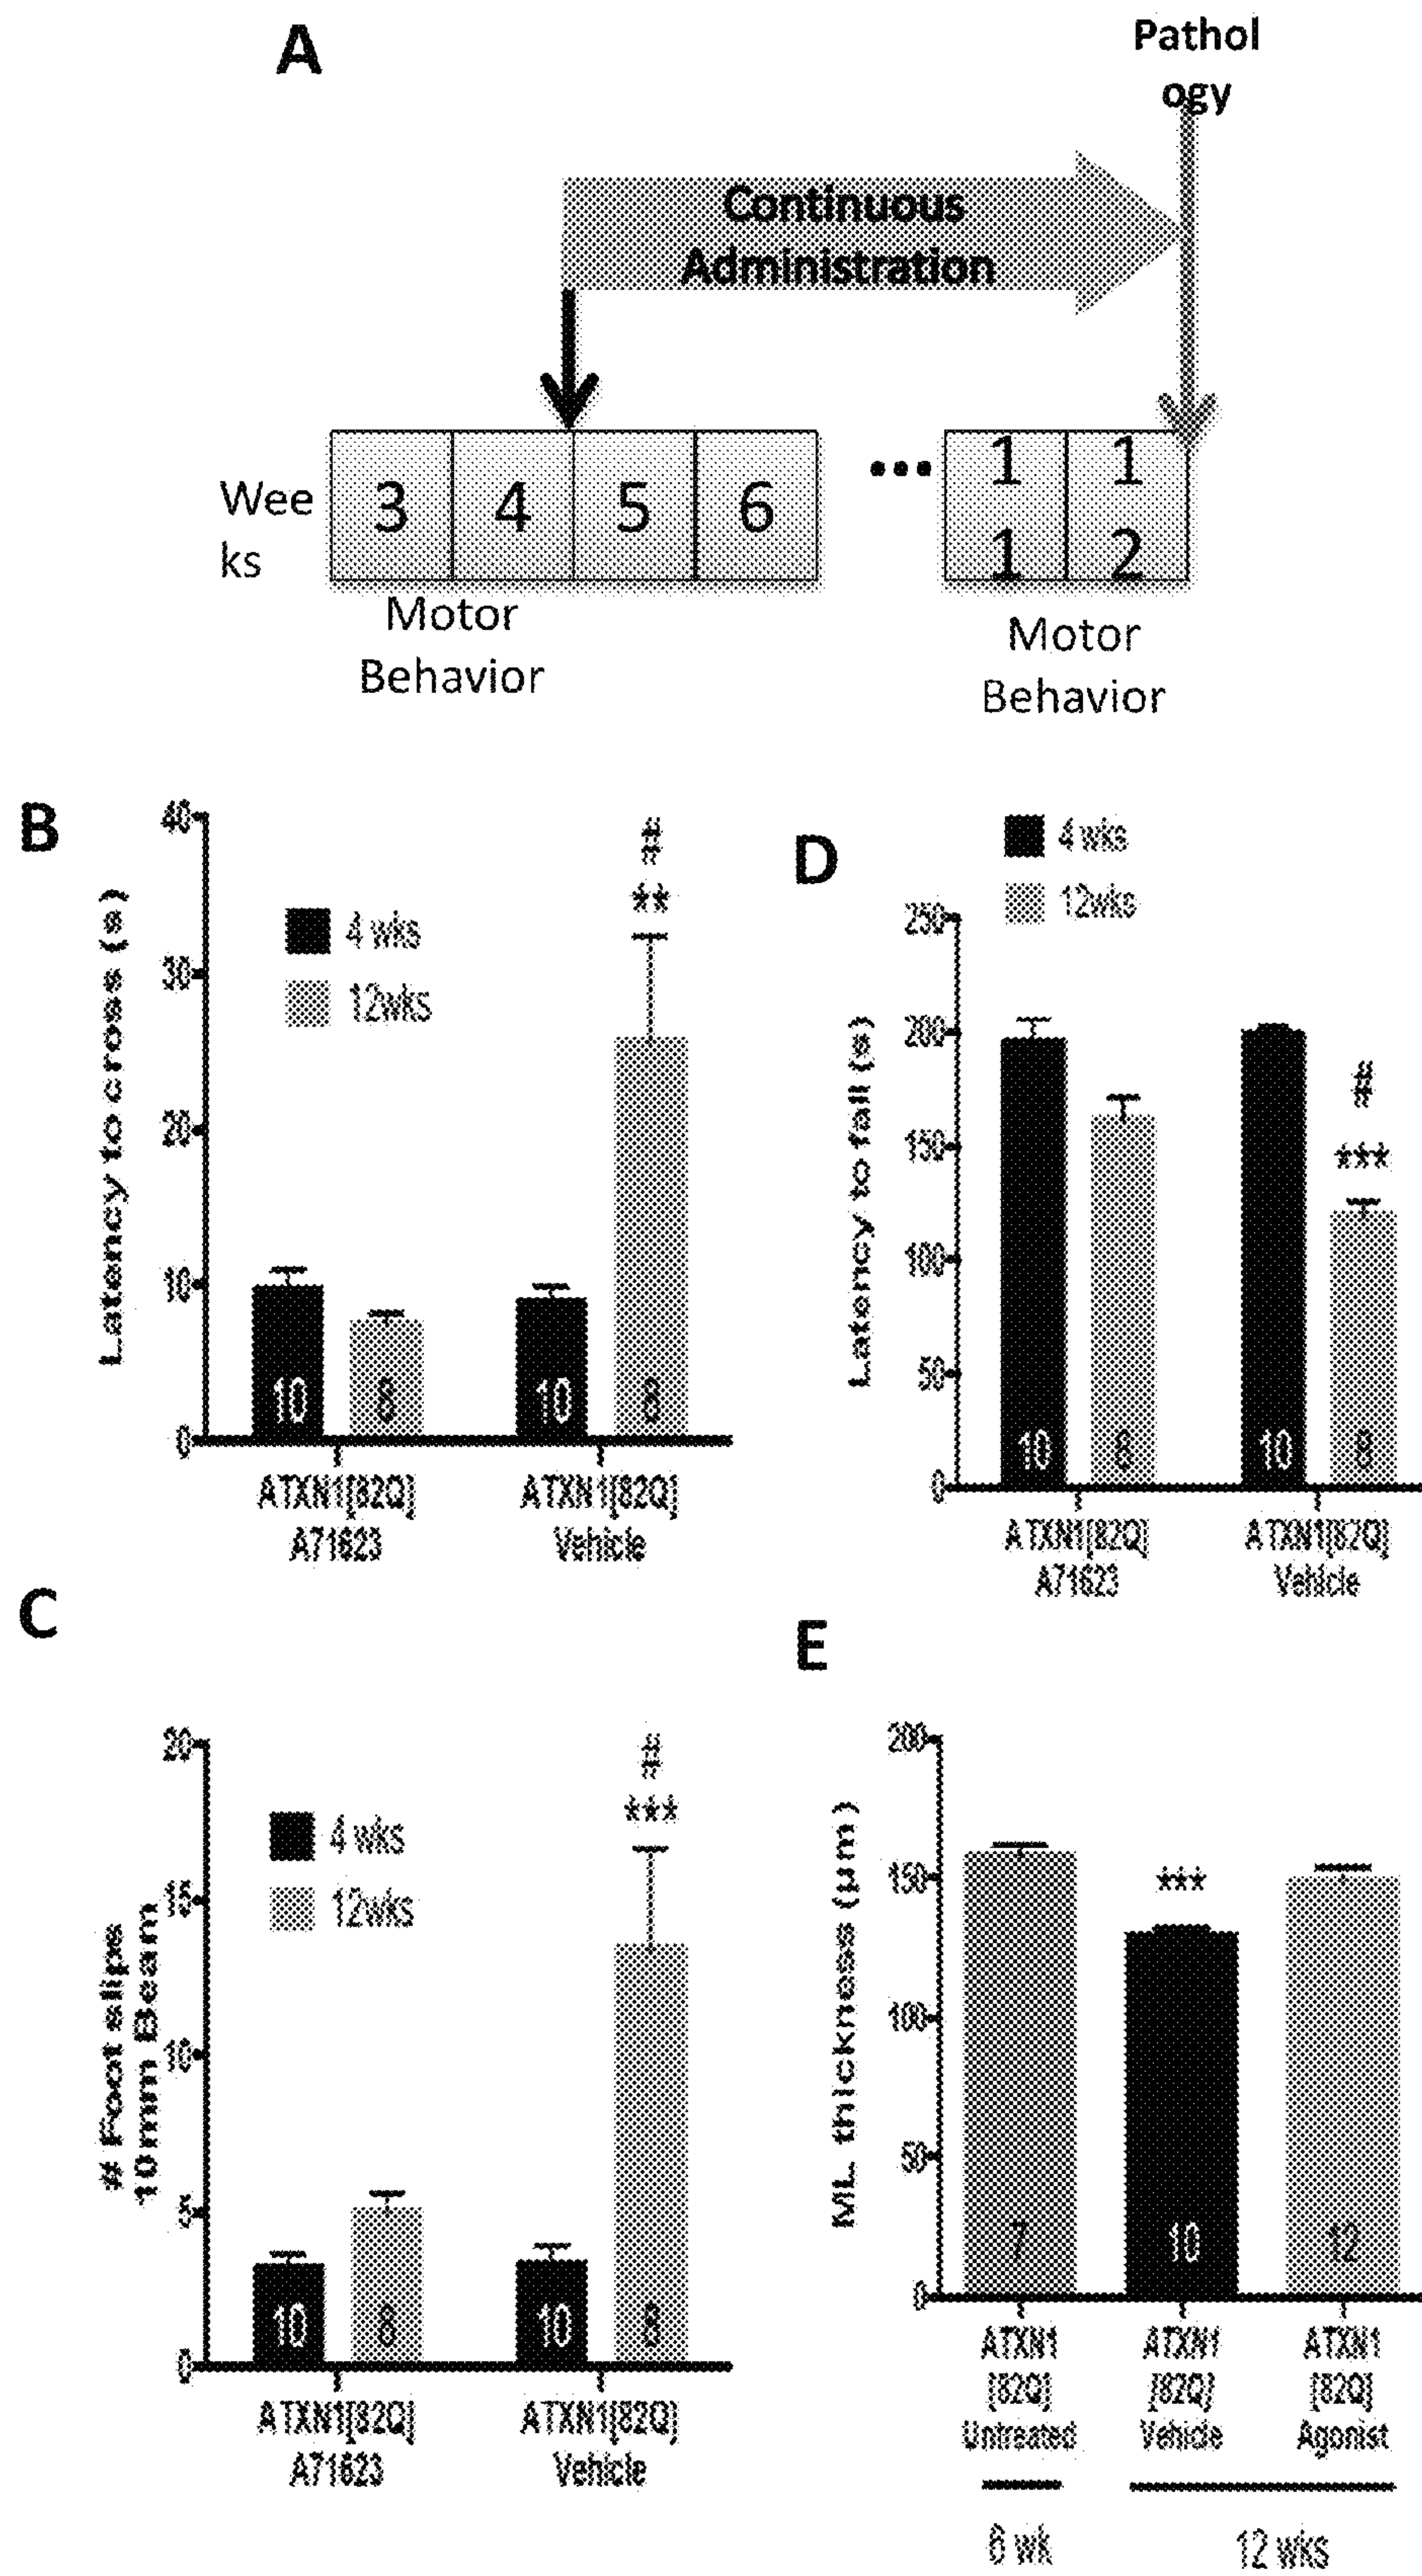 A
Pathol
ogy
Continuous
Administration
Wee
ks
3 4 5 6 ... 1 1
1 2
Motor
Behavior
Motor
Behavior
B
Latency to cross (s)
40
30
20
10
0
4 wks
12wks
#
**
10 8 10 8
ATXN1[82Q]
A71623
ATXN1[82Q]
Vehicle
D
4 wks
12wks
Latency to fall (s)
250
200
150
100
50
0
#
***
10 8 10 8
ATXN1[82Q]
A71623
ATXN1[82Q]
Vehicle
C
# Foot slips
10mm Beam
20
15
10
5
0
4 wks
12wks
#
***
10 8 10 8
ATXN1[82Q]
A71623
ATXN1[82Q]
Vehicle
E
ML thickness (µm)
200
150
100
50
0
***
7 10 12
ATXN1
[82Q]
Untreated
ATXN1
[82Q]
Vehicle
ATXN1
[82Q]
Agonist
6 wk
12 wks